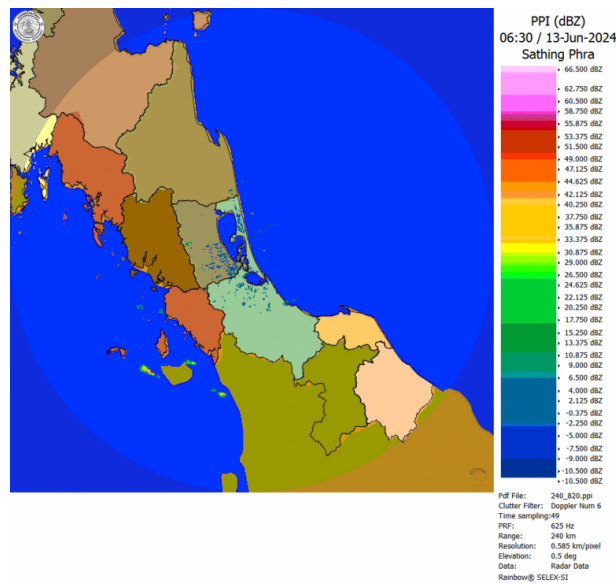 PPI (dBZ)
06:30 / 13-Jun-2024
Sathing Phra
66.500 dBZ
62.750 dBZ
60.500 dBZ
58.750 dBZ
55.875 dBZ
53.375 dBZ
51.500 dBZ
49.000 dBZ
47.125 dBZ
44.625 dBZ
42.125 dBZ
40.250 dBZ
37.750 dBZ
35.875 dBZ
33.375 dBZ
30.875 dBZ
29.000 dBZ
26.500 dBZ
24.625 dBZ
22.125 dBZ
20.250 dBZ
17.750 dBZ
15.250 dBZ
13.375 dBZ
10.875 dBZ
9.000 dBZ
6.500 dBZ
4.000 dBZ
2.125 dBZ
-0.375 dBZ
-2.250 dBZ
-5.000 dBZ
-7.500 dBZ
-9.000 dBZ
-10.500 dBZ
-10.500 dBZ
Pdf File: 240_820.ppi
Clutter Filter: Doppler Num 6
Time sampling:49
PRF: 625 Hz
Range: 240 km
Resolution: 0.585 km/pixel
Elevation: 0.5 deg
Data: Radar Data
Rainbow® SELEX-SI